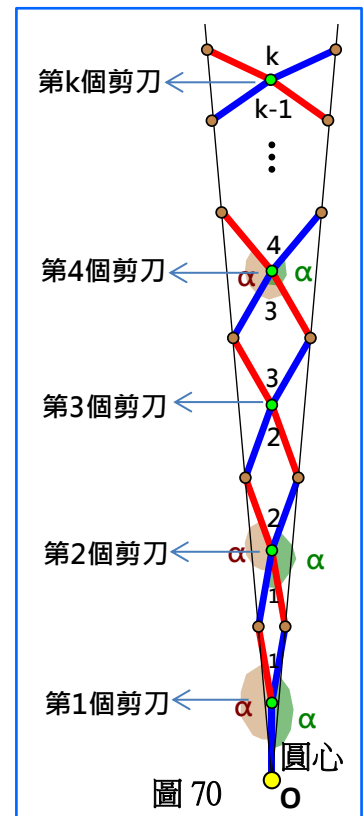 k
第k個剪刀
k-1
⋮
4
第4個剪刀 α α
3
3
第3個剪刀
2
2
第2個剪刀 α α
1
1
第1個剪刀 α α
圓心
圖 70 O